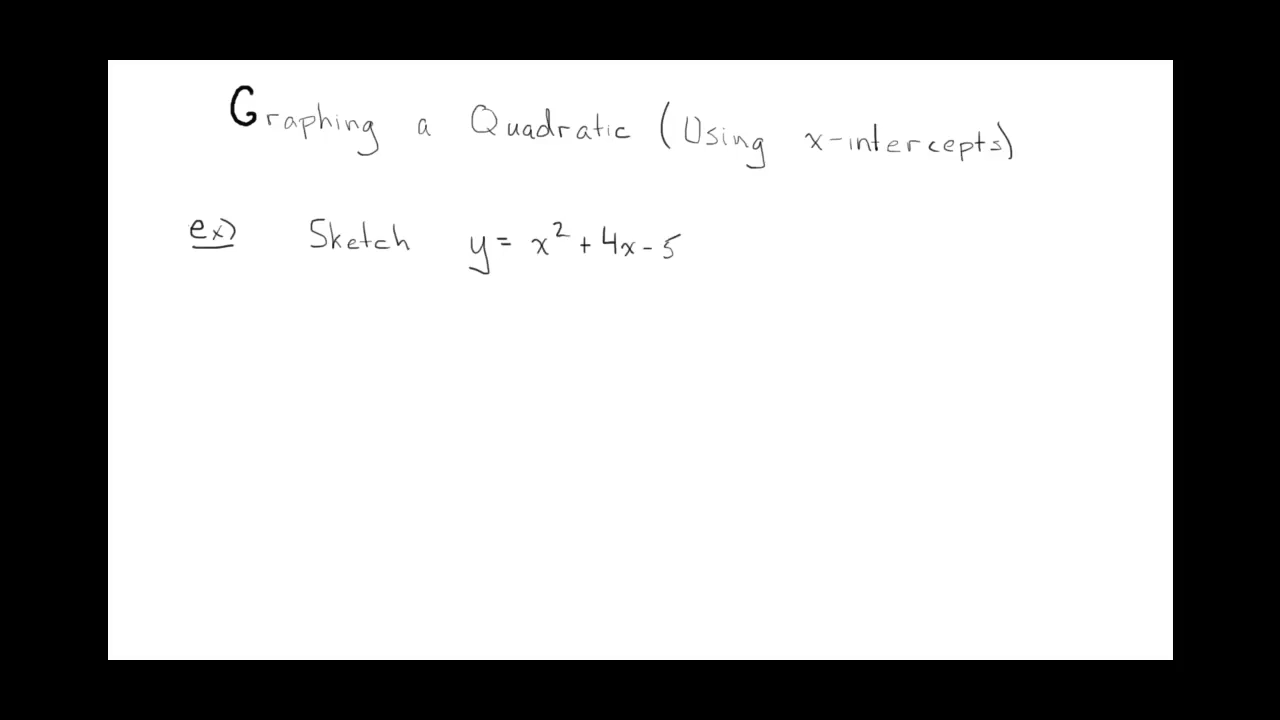 Graphing a Quadratic (Using x-intercepts)
ex) Sketch y = x² + 4x - 5